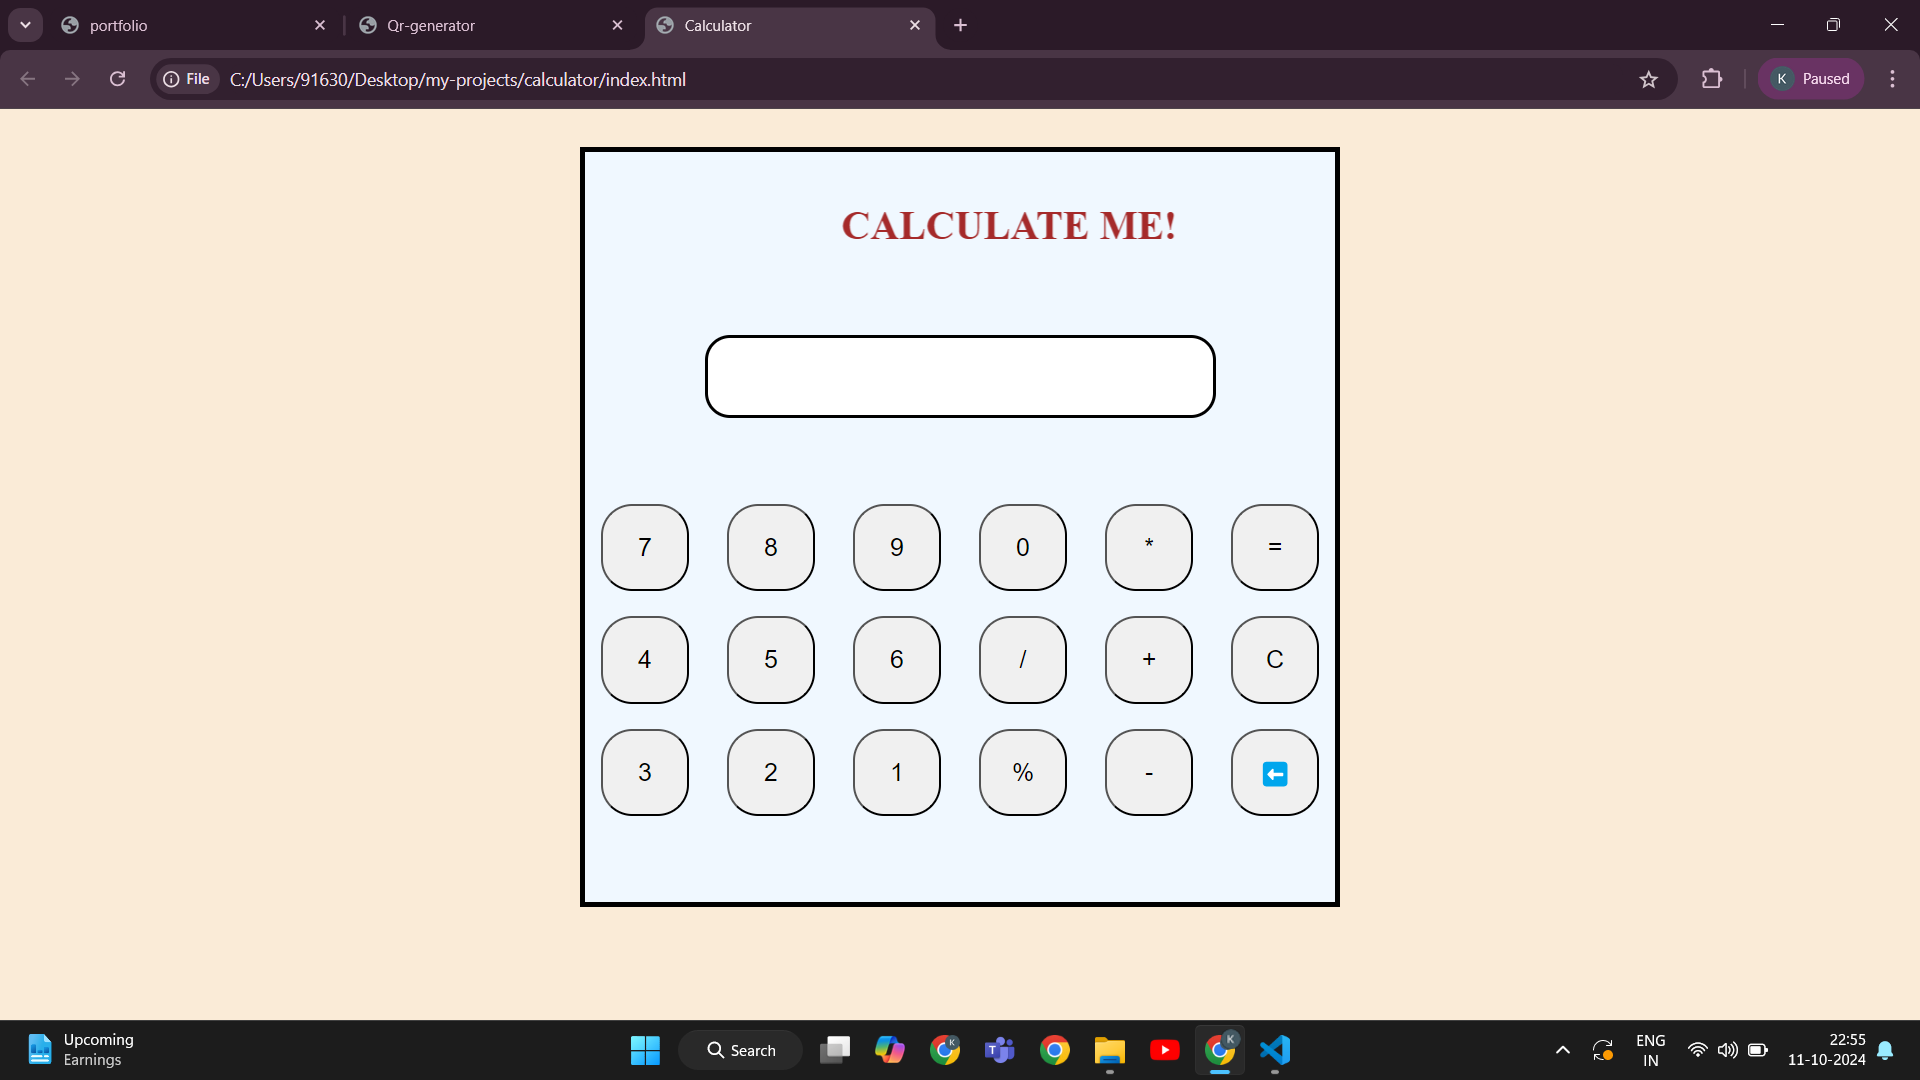 portfolio
Qr-generator
Calculator
File
C:/Users/91630/Desktop/my-projects/calculator/index.html
K
Paused
CALCULATE ME!
7 8 9 0 * =
4 5 6 / + C
3 2 1 % - ⬅
Upcoming
Earnings
Search
K
T
K
ENG
IN
22:55
11-10-2024